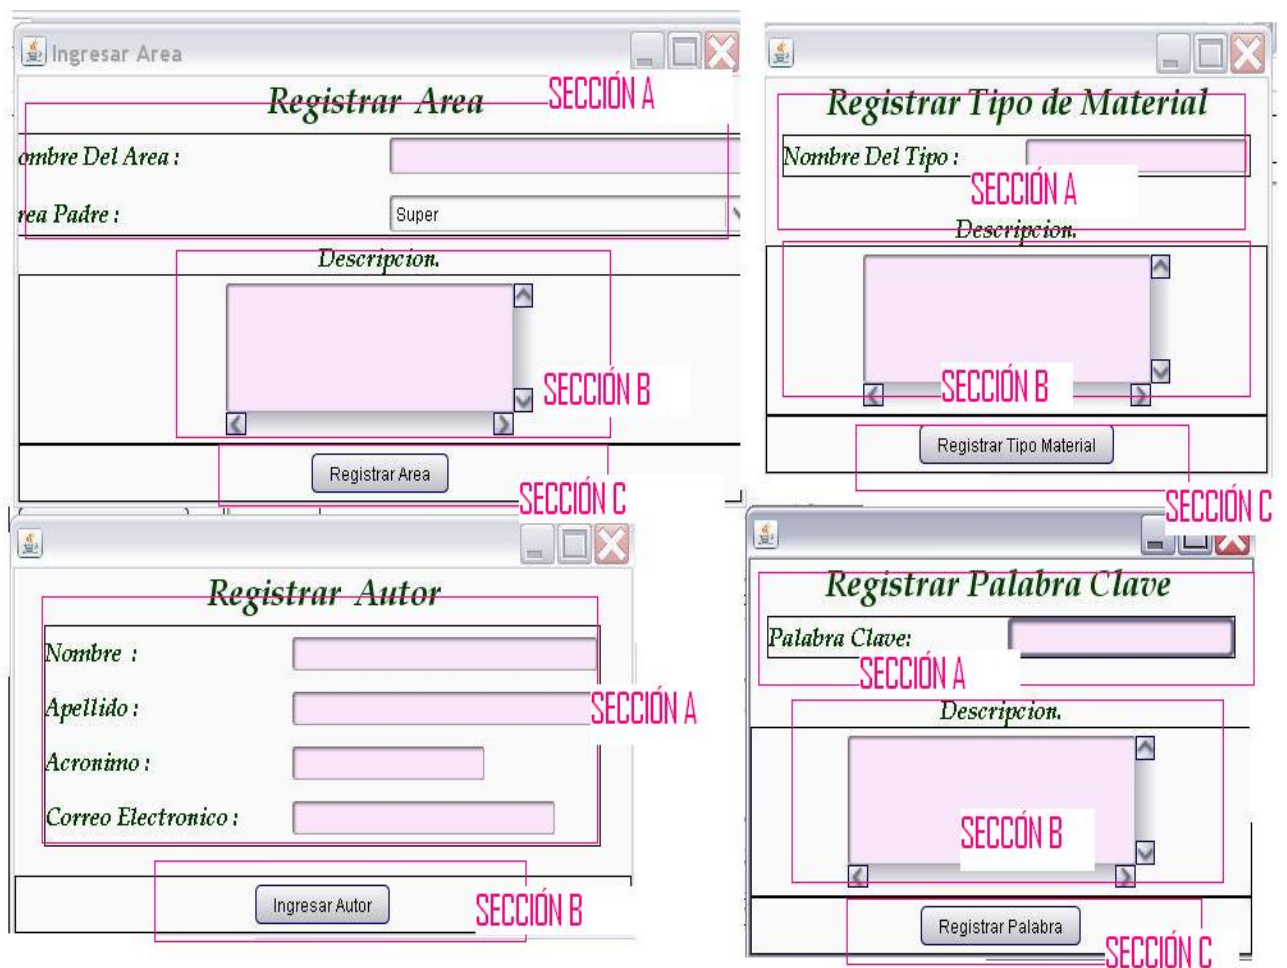 Ingresar Area
Registrar Area
SECCIÓN A
ombre Del Area :
rea Padre :
Super
Descripcion.
SECCIÓN B
Registrar Area
SECCIÓN C
Registrar Tipo de Material
Nombre Del Tipo :
SECCIÓN A
Descripcion.
SECCIÓN B
Registrar Tipo Material
SECCIÓN C
Registrar Autor
Nombre :
Apellido :
SECCIÓN A
Acronimo :
Correo Electronico :
Ingresar Autor
SECCIÓN B
Registrar Palabra Clave
Palabra Clave:
SECCIÓN A
Descripcion.
SECCÓN B
Registrar Palabra
SECCIÓN C